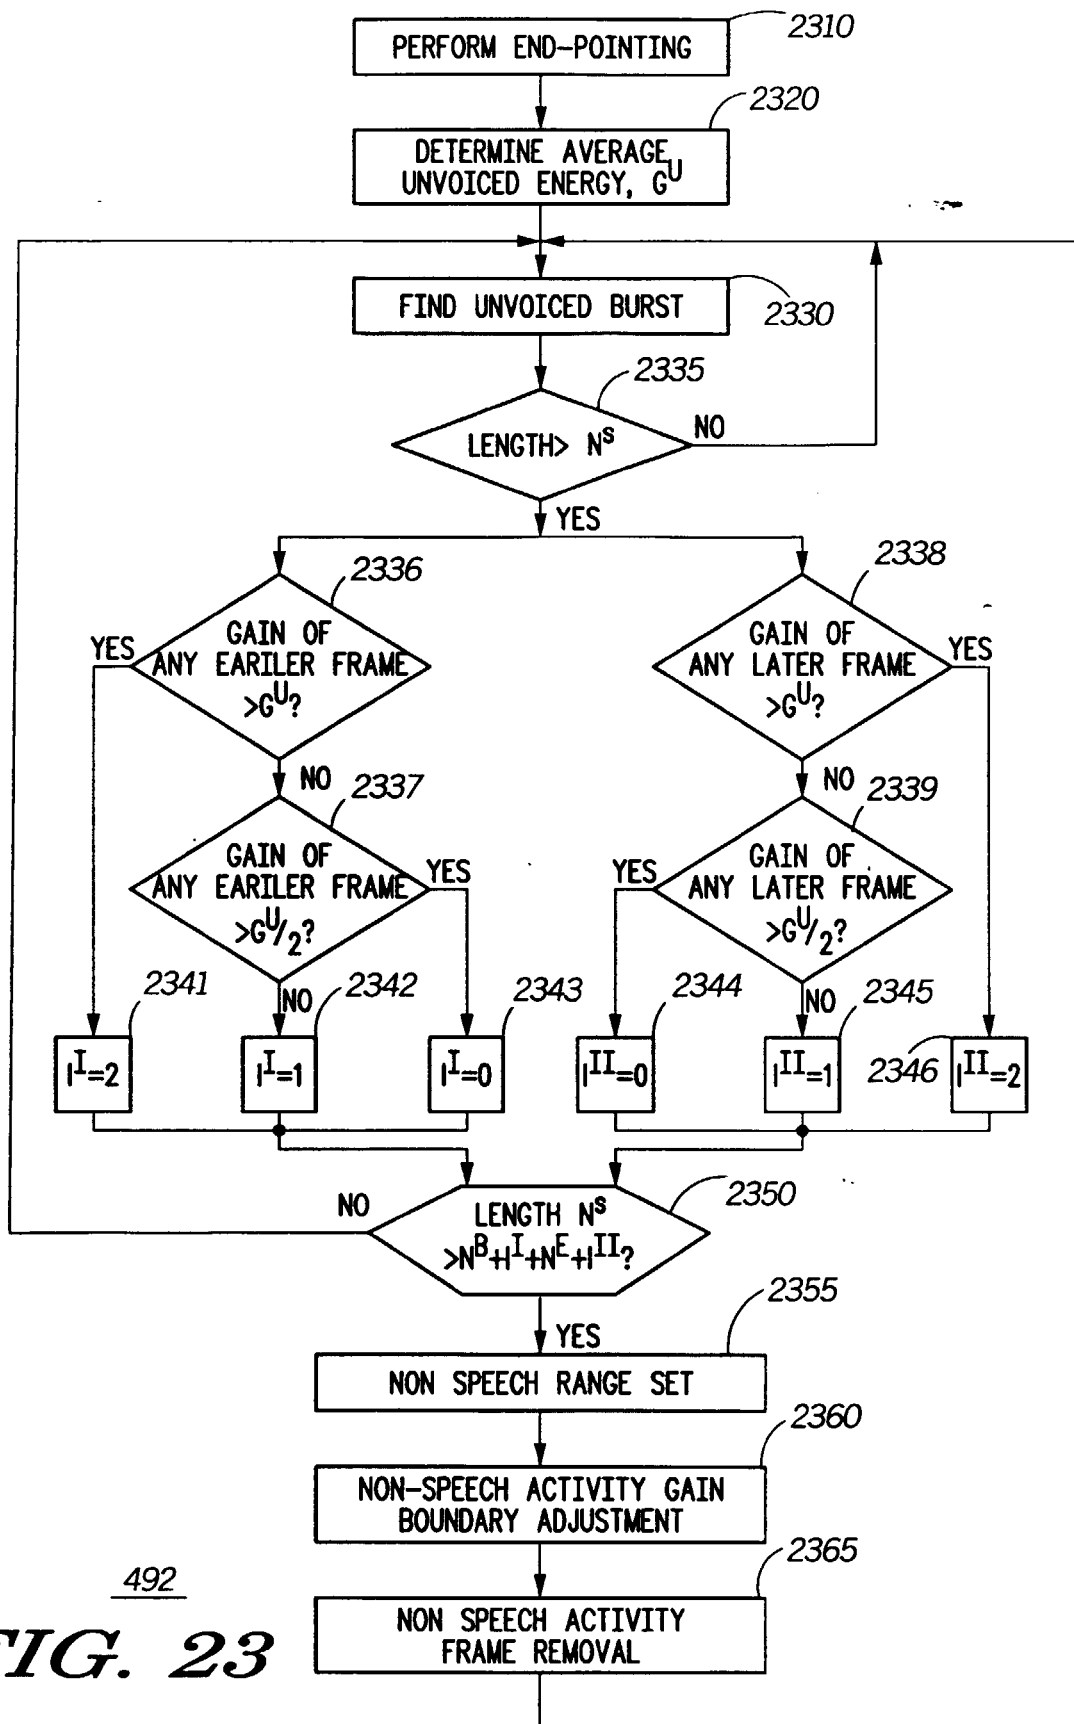 2310
PERFORM END-POINTING
2320
DETERMINE AVERAGE
UNVOICED ENERGY, G^U
FIND UNVOICED BURST
2330
2335
LENGTH> N^S
NO
YES
2336
2338
GAIN OF
ANY EARILER FRAME
>G^U?
YES
GAIN OF
ANY LATER FRAME
>G^U?
YES
NO
NO
2337
2339
GAIN OF
ANY EARILER FRAME
>G^U/2?
YES
YES
GAIN OF
ANY LATER FRAME
>G^U/2?
NO
NO
2341
2342
2343
2344
2345
2346
I^I=2
I^I=1
I^I=0
I^II=0
I^II=1
I^II=2
2350
NO
LENGTH N^S
>N^B+I^I+N^E+I^II?
YES
2355
NON SPEECH RANGE SET
2360
NON-SPEECH ACTIVITY GAIN
BOUNDARY ADJUSTMENT
2365
NON SPEECH ACTIVITY
FRAME REMOVAL
492
FIG. 23